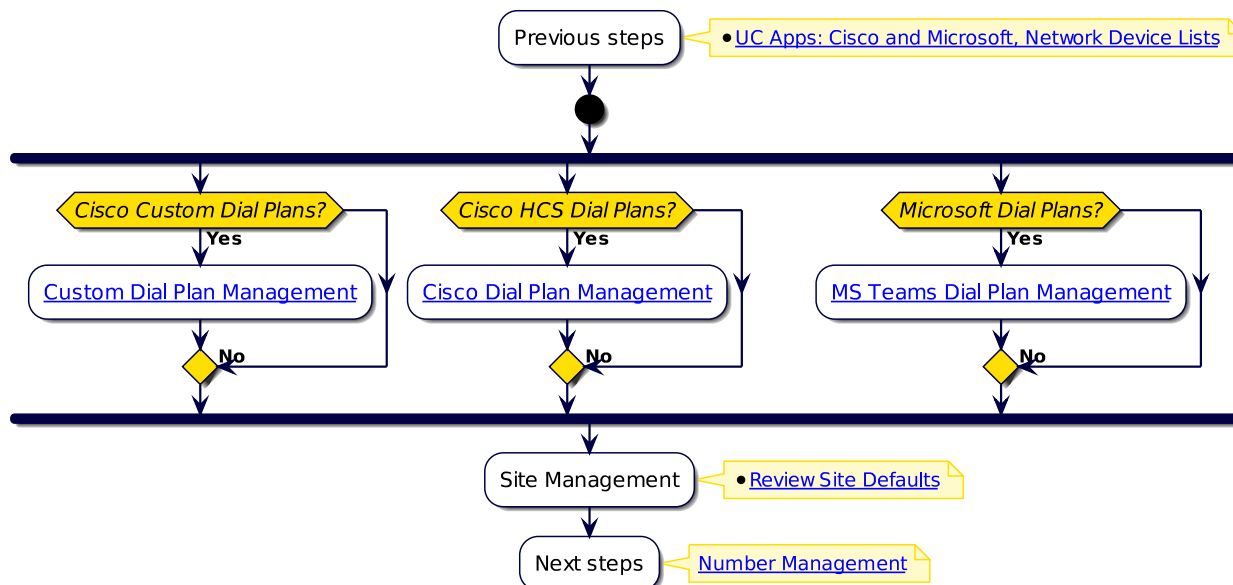 Previous steps
•UC Apps: Cisco and Microsoft, Network Device Lists
Cisco Custom Dial Plans?
Cisco HCS Dial Plans?
Microsoft Dial Plans?
Yes
Yes
Yes
Custom Dial Plan Management
Cisco Dial Plan Management
MS Teams Dial Plan Management
No
No
No
Site Management
•Review Site Defaults
Next steps
Number Management